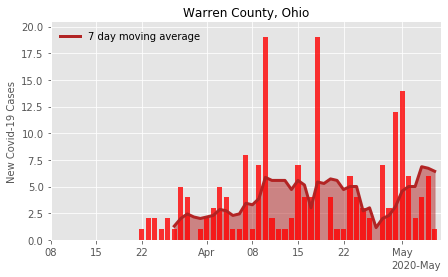 Warren County, Ohio
7 day moving average
New Covid-19 Cases
20.0
17.5
15.0
12.5
10.0
7.5
5.0
2.5
0.0
08 15 22 Apr 08 15 22 May
2020-May